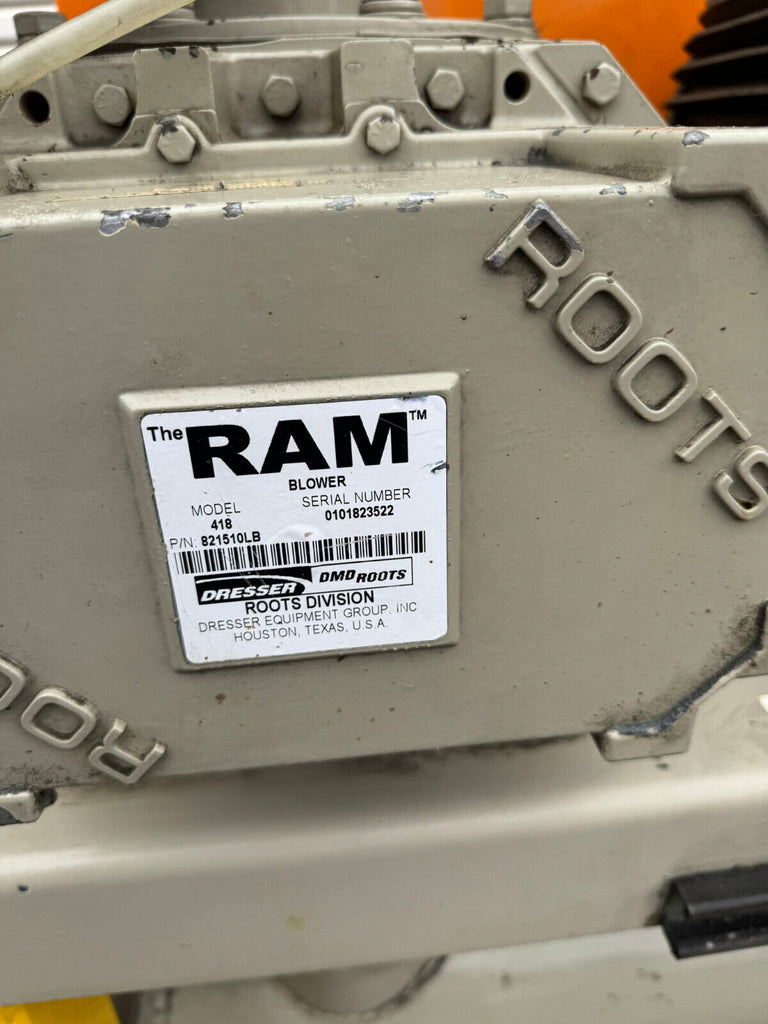 ROOTS
The RAM™
BLOWER
MODEL SERIAL NUMBER
418 0101823522
P/N: 821510LB
DRESSER DMD ROOTS
ROOTS DIVISION
DRESSER EQUIPMENT GROUP, INC
HOUSTON, TEXAS, U.S.A.
ROO